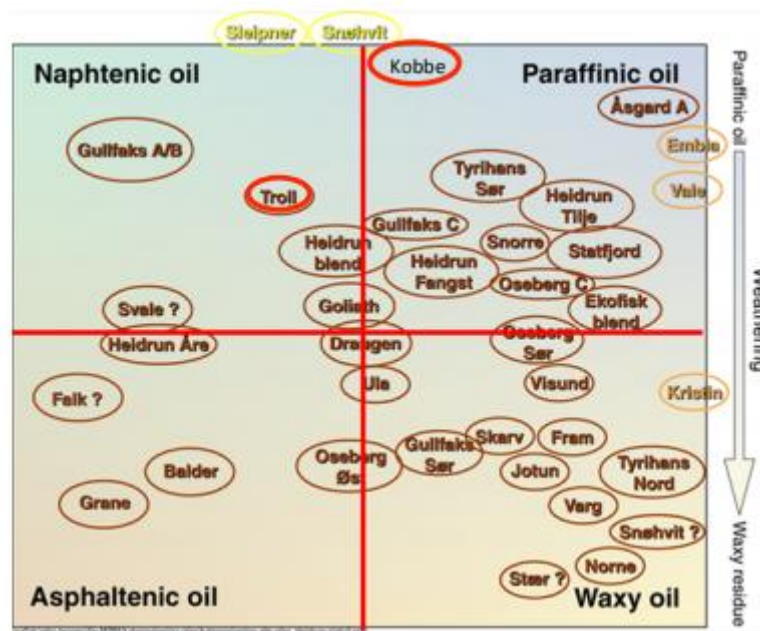 Sleipner Snøhvit
Kobbe
Naphtenic oil Paraffinic oil
Åsgard A
Gullfaks A/B
Embla
Tyrihans
Sør
Troll
Vale
Heidrun
Tilje
Gullfaks C
Heidrun
blend
Snorre
Statfjord
Heidrun
Fangst
Oseberg C
Svale ?
Goliath
Ekofisk
blend
Heidrun Åre
Draugen
Oseberg
Sør
Falk ?
Ula
Visund
Kristin
Skarv
Fram
Balder
Oseberg
Øst
Gullfaks
Sør
Jotun
Tyrihans
Nord
Grane
Varg
Snøhvit ?
Stær ?
Norne
Asphaltenic oil Waxy oil
Paraffinic oil
Weathering
Waxy residue